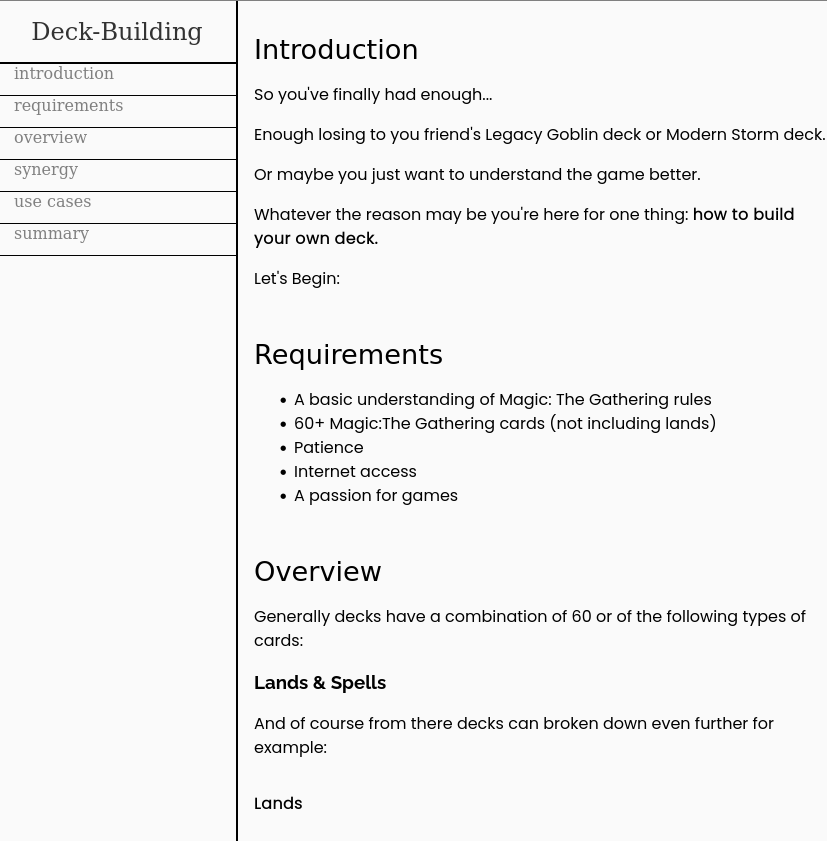 Deck-Building
introduction
requirements
overview
synergy
use cases
summary
Introduction
So you've finally had enough...
Enough losing to you friend's Legacy Goblin deck or Modern Storm deck.
Or maybe you just want to understand the game better.
Whatever the reason may be you're here for one thing: how to build
your own deck.
Let's Begin:
Requirements
• A basic understanding of Magic: The Gathering rules
• 60+ Magic:The Gathering cards (not including lands)
• Patience
• Internet access
• A passion for games
Overview
Generally decks have a combination of 60 or of the following types of
cards:
Lands & Spells
And of course from there decks can broken down even further for
example:
Lands